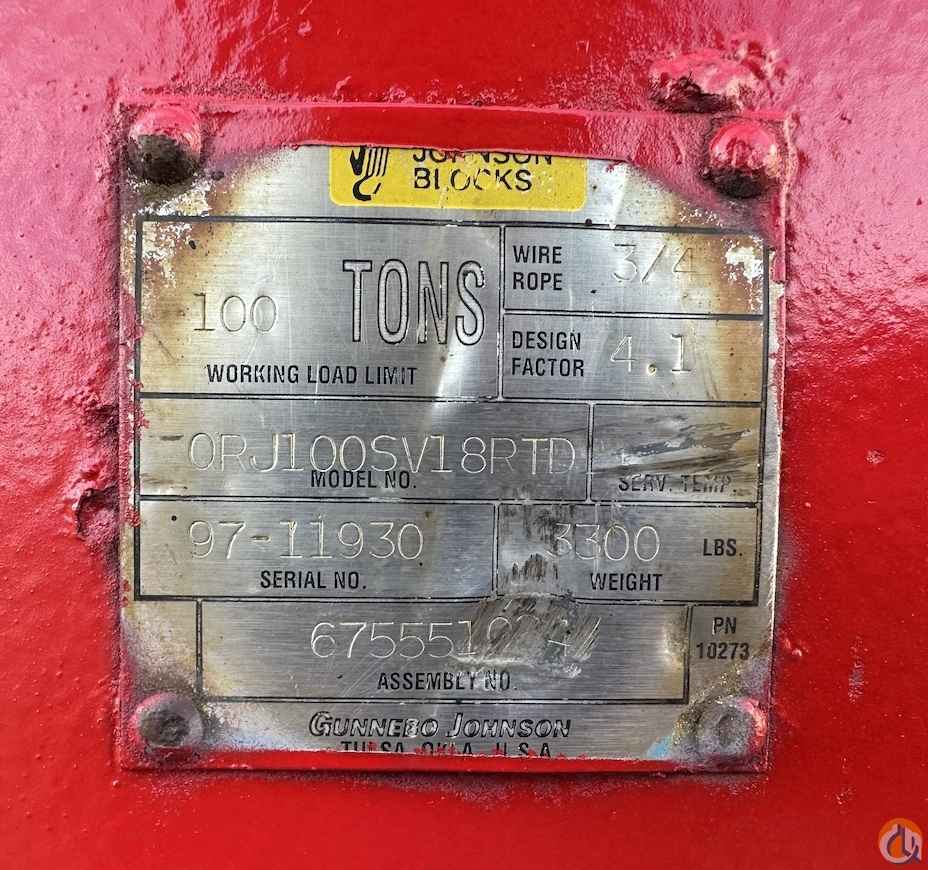 JOHNSON
BLOCKS
100 TONS
WORKING LOAD LIMIT
WIRE
ROPE
3/4
DESIGN
FACTOR
4.1
ORJ100SV18RTD
MODEL NO.
SERV. TEMP.
97-11930
SERIAL NO.
3300 LBS.
WEIGHT
ASSEMBLY NO.
PN
10273
GUNNEBO JOHNSON
TULSA, OKLA., U.S.A.